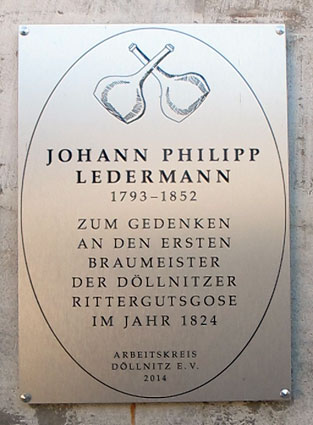 JOHANN PHILIPP
LEDERMANN
1793–1852
ZUM GEDENKEN
AN DEN ERSTEN
BRAUMEISTER
DER DÖLLNITZER
RITTERGUTSGOSE
IM JAHR 1824
ARBEITSKREIS
DÖLLNITZ E.V.
2014